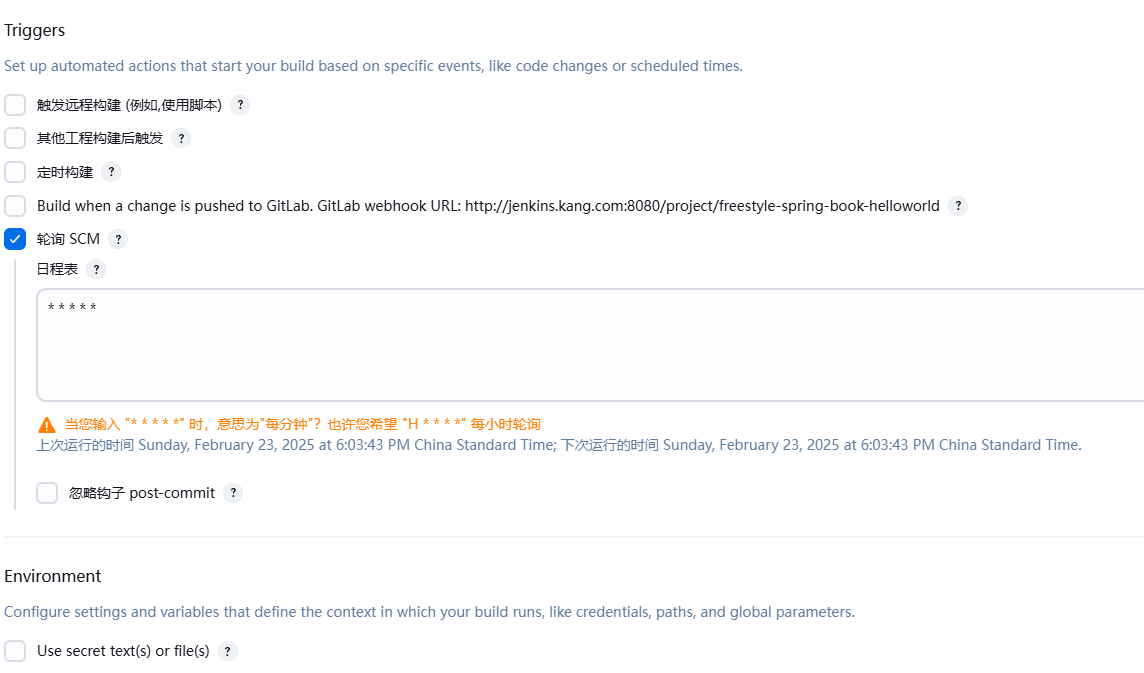 Triggers
Set up automated actions that start your build based on specific events, like code changes or scheduled times.
触发远程构建 (例如,使用脚本) ?
其他工程构建后触发 ?
定时构建 ?
Build when a change is pushed to GitLab. GitLab webhook URL: http://jenkins.kang.com:8080/project/freestyle-spring-book-helloworld ?
轮询 SCM ?
日程表 ?
* * * * *
当您输入 "* * * * *" 时，意思为"每分钟"？也许您希望 "H * * * *" 每小时轮询
上次运行的时间 Sunday, February 23, 2025 at 6:03:43 PM China Standard Time; 下次运行的时间 Sunday, February 23, 2025 at 6:03:43 PM China Standard Time.
忽略钩子 post-commit ?
Environment
Configure settings and variables that define the context in which your build runs, like credentials, paths, and global parameters.
Use secret text(s) or file(s) ?